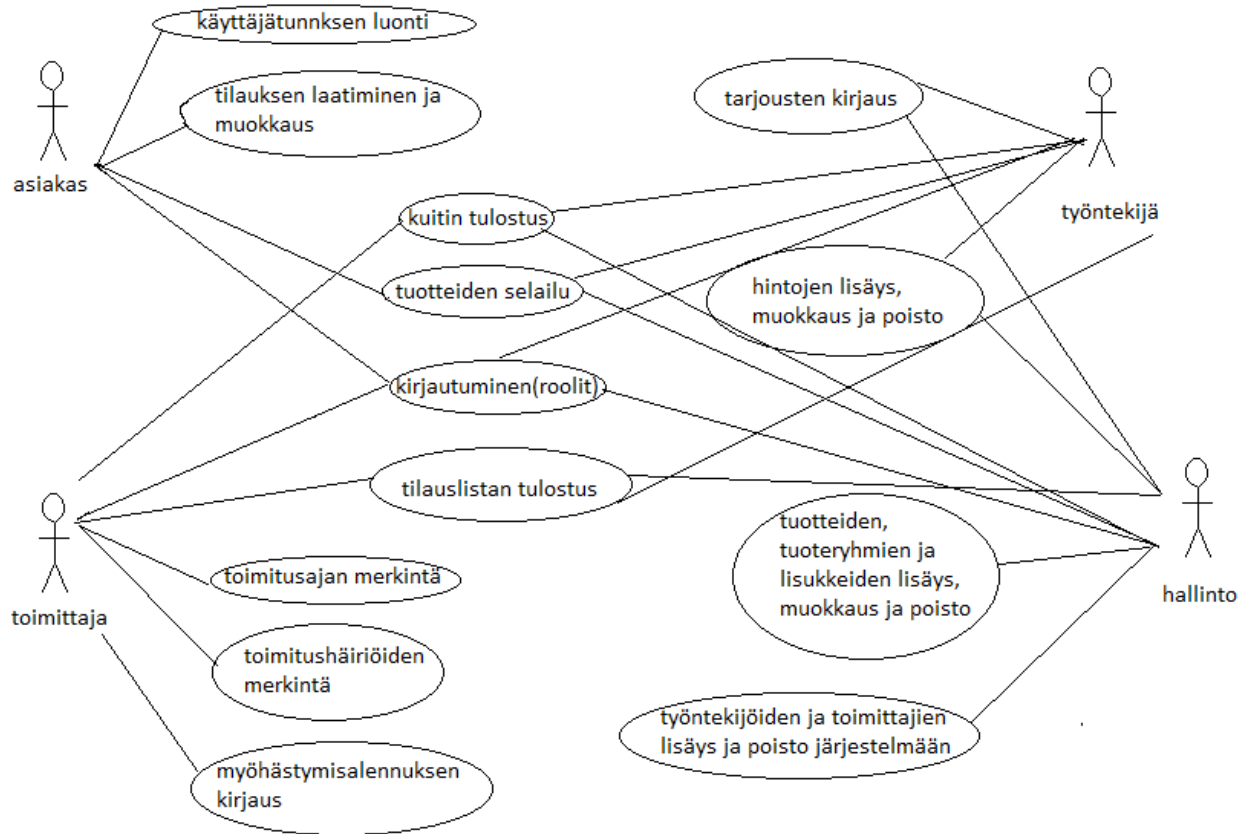 käyttäjätunnksen luonti
tilauksen laatiminen ja
muokkaus
tarjousten kirjaus
asiakas
työntekijä
kuitin tulostus
tuotteiden selailu
hintojen lisäys,
muokkaus ja poisto
kirjautuminen(roolit)
tilauslistan tulostus
tuotteiden,
tuoteryhmien ja
lisukkeiden lisäys,
muokkaus ja poisto
hallinto
toimitusajan merkintä
toimittaja
toimitushäiriöiden
merkintä
työntekijöiden ja toimittajien
lisäys ja poisto järjestelmään
myöhästymisalennuksen
kirjaus